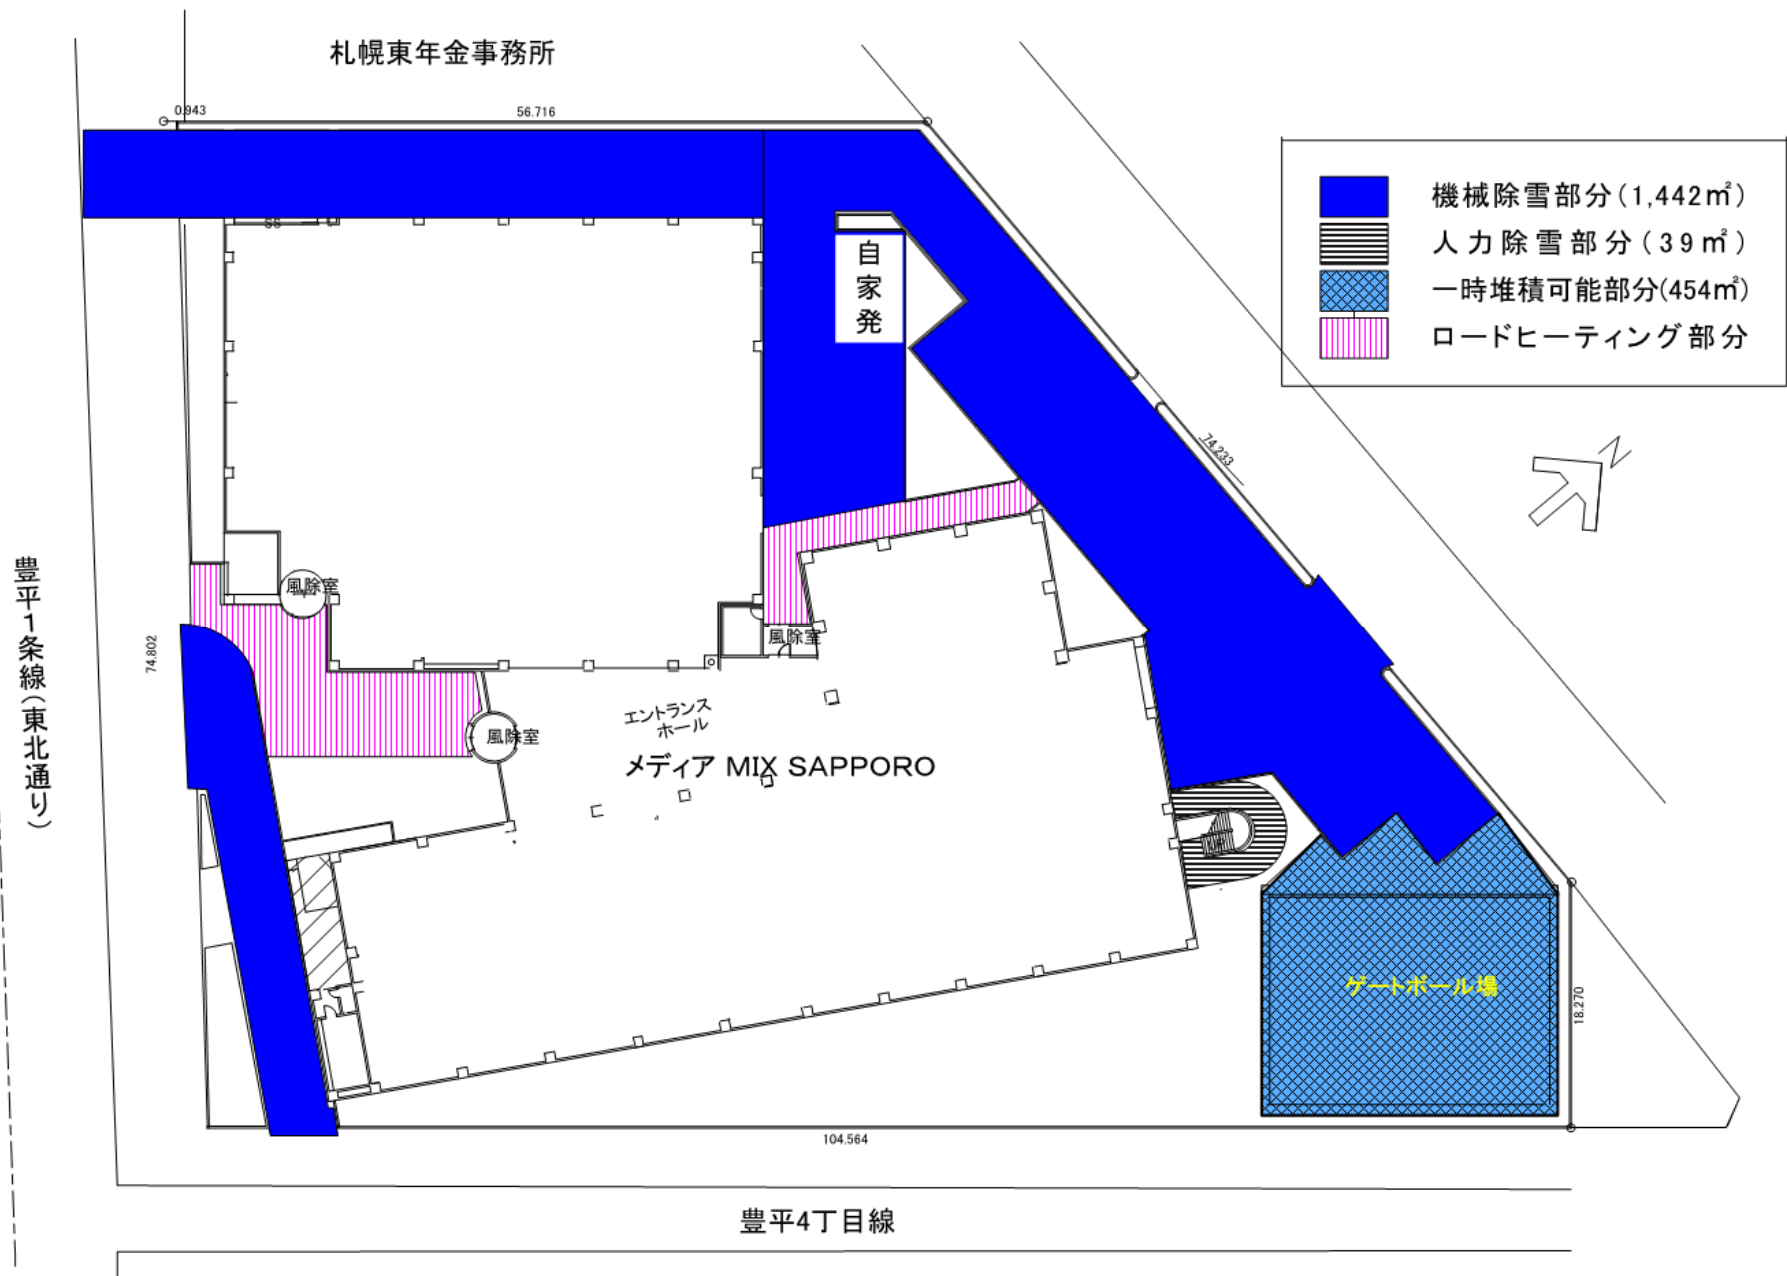 札幌東年金事務所
0.943
56.716
機械除雪部分(1,442㎡)
人力除雪部分(39㎡)
一時堆積可能部分(454㎡)
ロードヒーティング部分
SS
自家発
74.233
N
豊平1条線(東北通り)
74.802
風除室
風除室
風除室
エントランス
ホール
メディア MIX SAPPORO
UP
ゲートボール場
18.270
104.564
豊平4丁目線